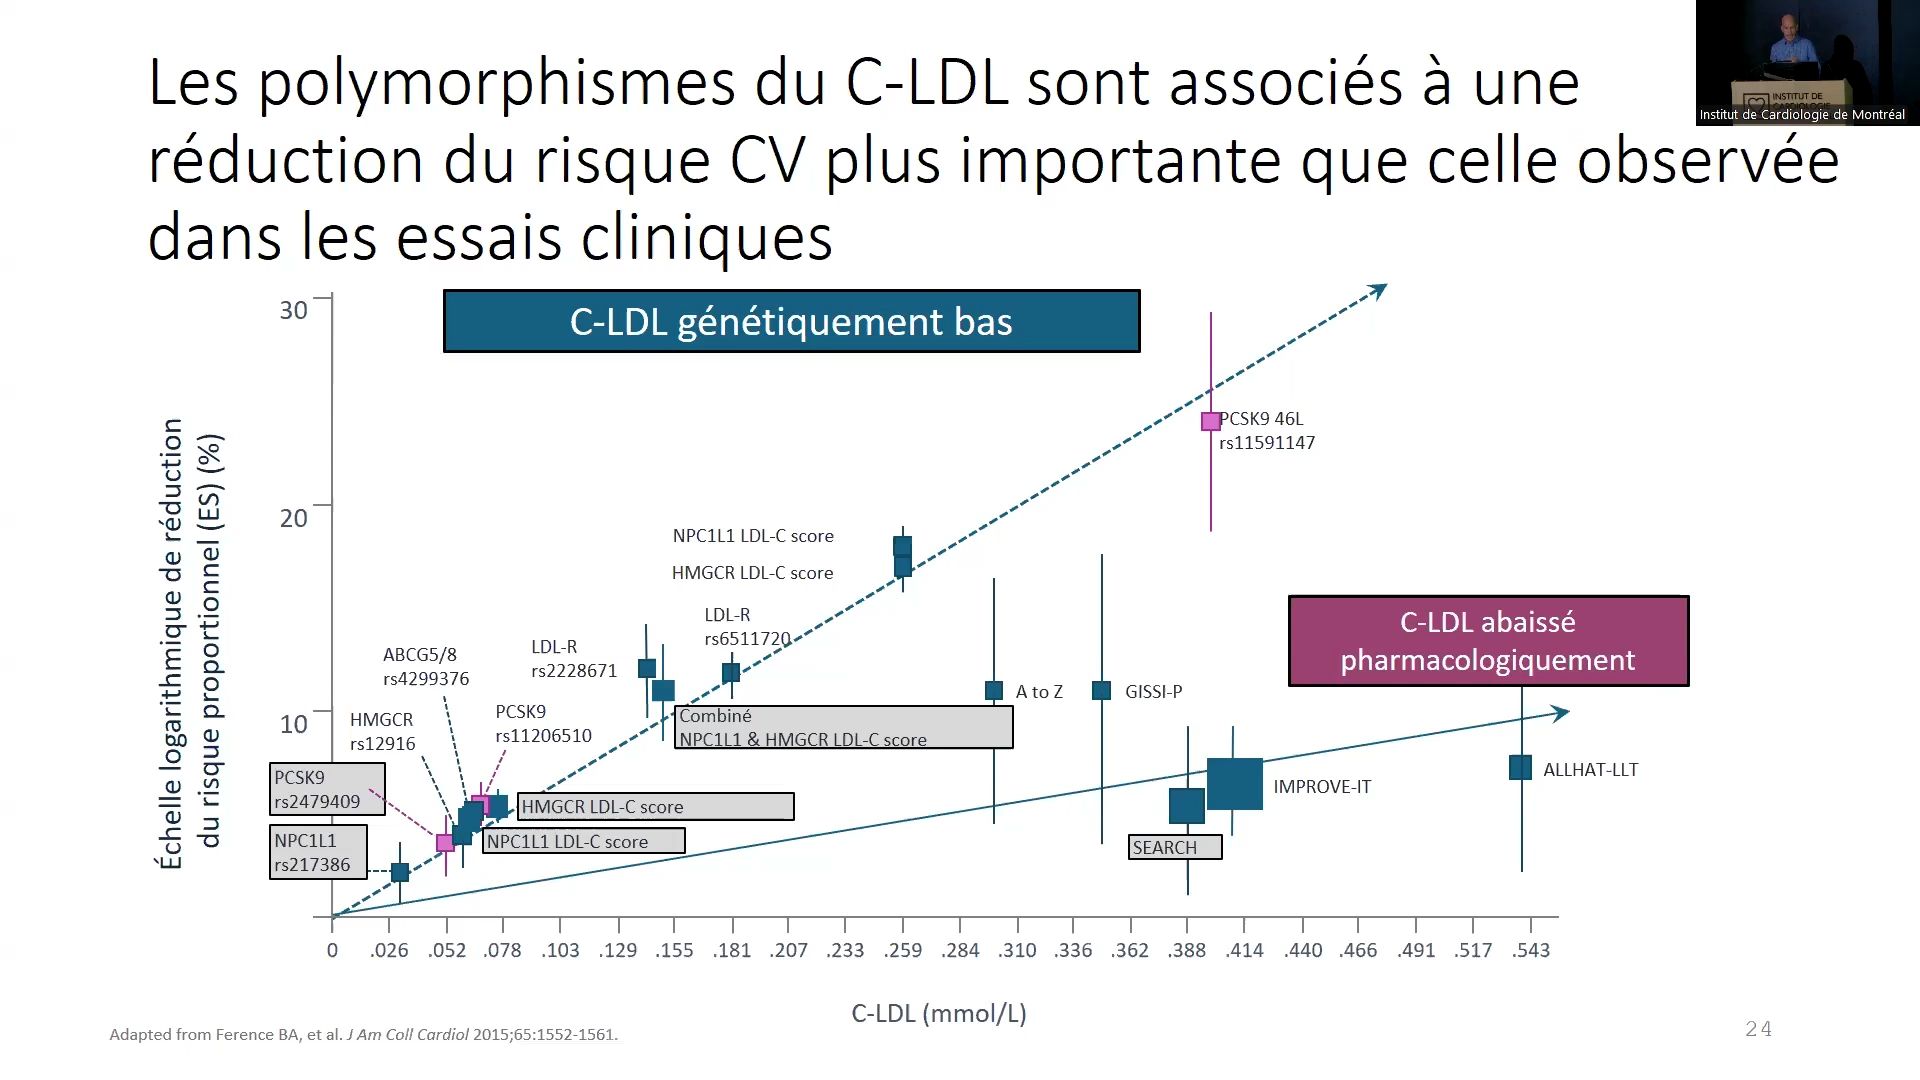 Les polymorphismes du C-LDL sont associés à une
réduction du risque CV plus importante que celle observée
dans les essais cliniques
INSTITUT DE
CARDIOLOGIE
Institut de Cardiologie de Montréal
C-LDL génétiquement bas
30
20
10
Échelle logarithmique de réduction
du risque proportionnel (ES) (%)
PCSK9 46L
rs11591147
NPC1L1 LDL-C score
HMGCR LDL-C score
LDL-R
rs6511720
LDL-R
rs2228671
ABCG5/8
rs4299376
HMGCR
rs12916
PCSK9
rs11206510
PCSK9
rs2479409
NPC1L1
rs217386
Combiné
NPC1L1 & HMGCR LDL-C score
HMGCR LDL-C score
NPC1L1 LDL-C score
A to Z
GISSI-P
C-LDL abaissé
pharmacologiquement
IMPROVE-IT
ALLHAT-LLT
SEARCH
0 .026 .052 .078 .103 .129 .155 .181 .207 .233 .259 .284 .310 .336 .362 .388 .414 .440 .466 .491 .517 .543
C-LDL (mmol/L)
Adapted from Ference BA, et al. J Am Coll Cardiol 2015;65:1552-1561.
24